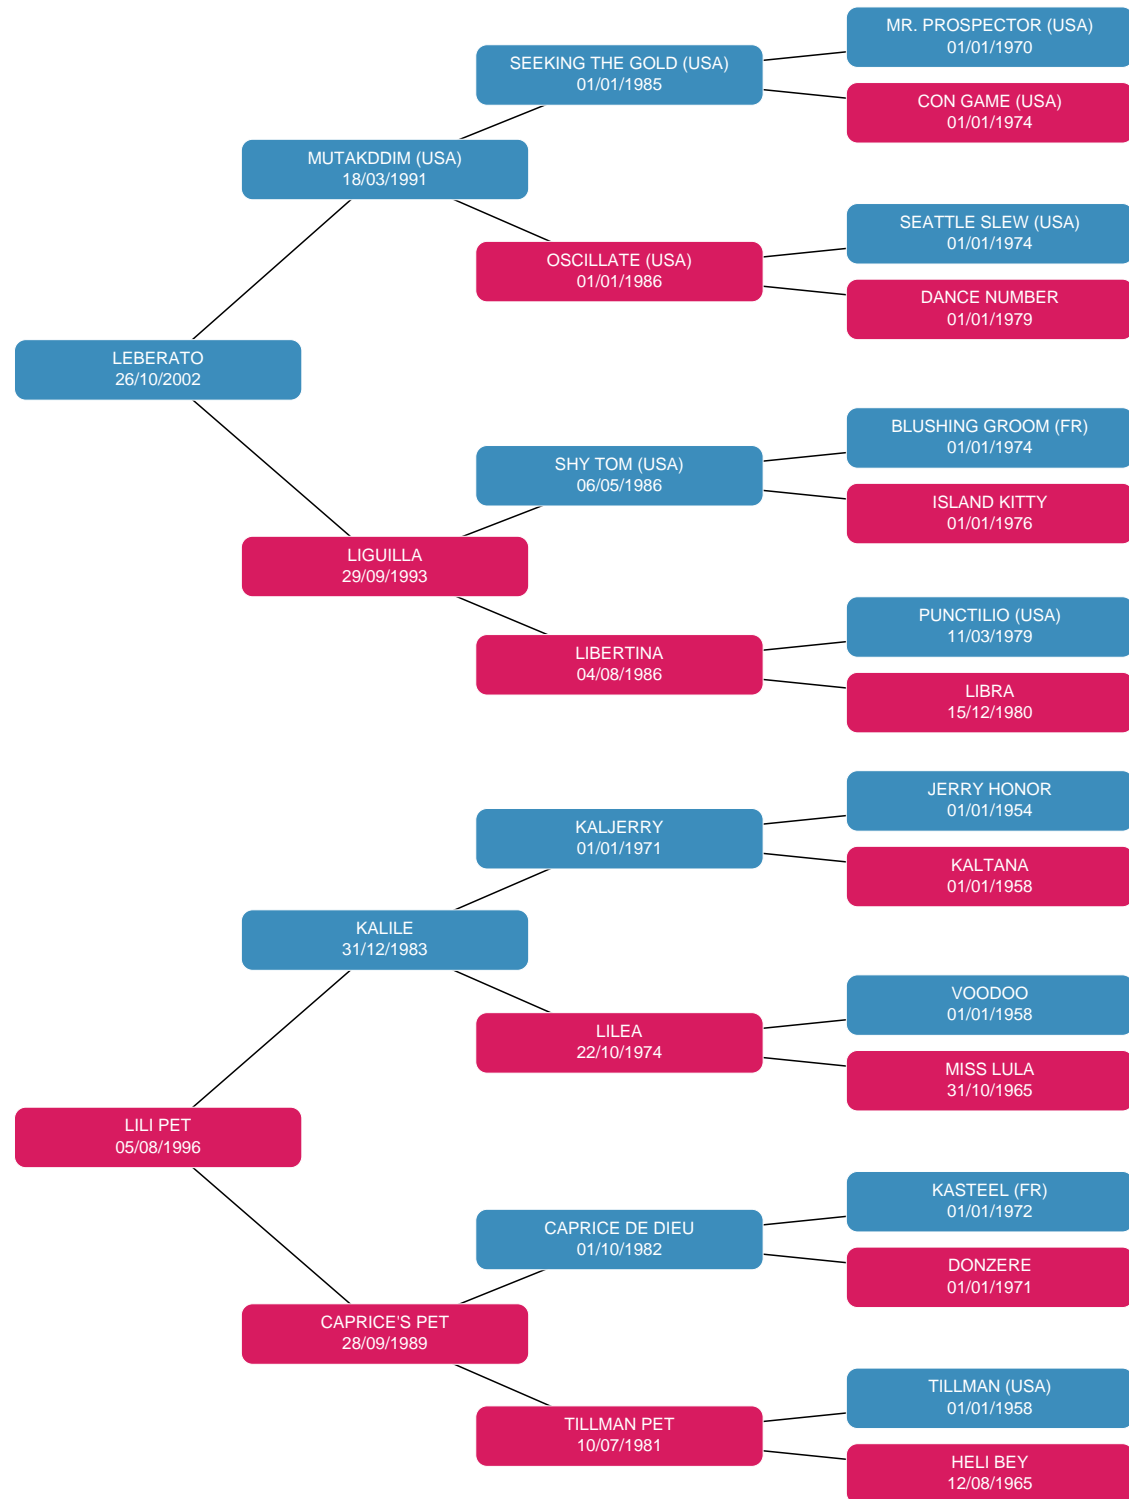 MR. PROSPECTOR (USA)
01/01/1970
SEEKING THE GOLD (USA)
01/01/1985
CON GAME (USA)
01/01/1974
MUTAKDDIM (USA)
18/03/1991
SEATTLE SLEW (USA)
01/01/1974
OSCILLATE (USA)
01/01/1986
DANCE NUMBER
01/01/1979
LEBERATO
26/10/2002
BLUSHING GROOM (FR)
01/01/1974
SHY TOM (USA)
06/05/1986
ISLAND KITTY
01/01/1976
LIGUILLA
29/09/1993
PUNCTILIO (USA)
11/03/1979
LIBERTINA
04/08/1986
LIBRA
15/12/1980
JERRY HONOR
01/01/1954
KALJERRY
01/01/1971
KALTANA
01/01/1958
KALILE
31/12/1983
VOODOO
01/01/1958
LILEA
22/10/1974
MISS LULA
31/10/1965
LILI PET
05/08/1996
KASTEEL (FR)
01/01/1972
CAPRICE DE DIEU
01/10/1982
DONZERE
01/01/1971
CAPRICE'S PET
28/09/1989
TILLMAN (USA)
01/01/1958
TILLMAN PET
10/07/1981
HELI BEY
12/08/1965